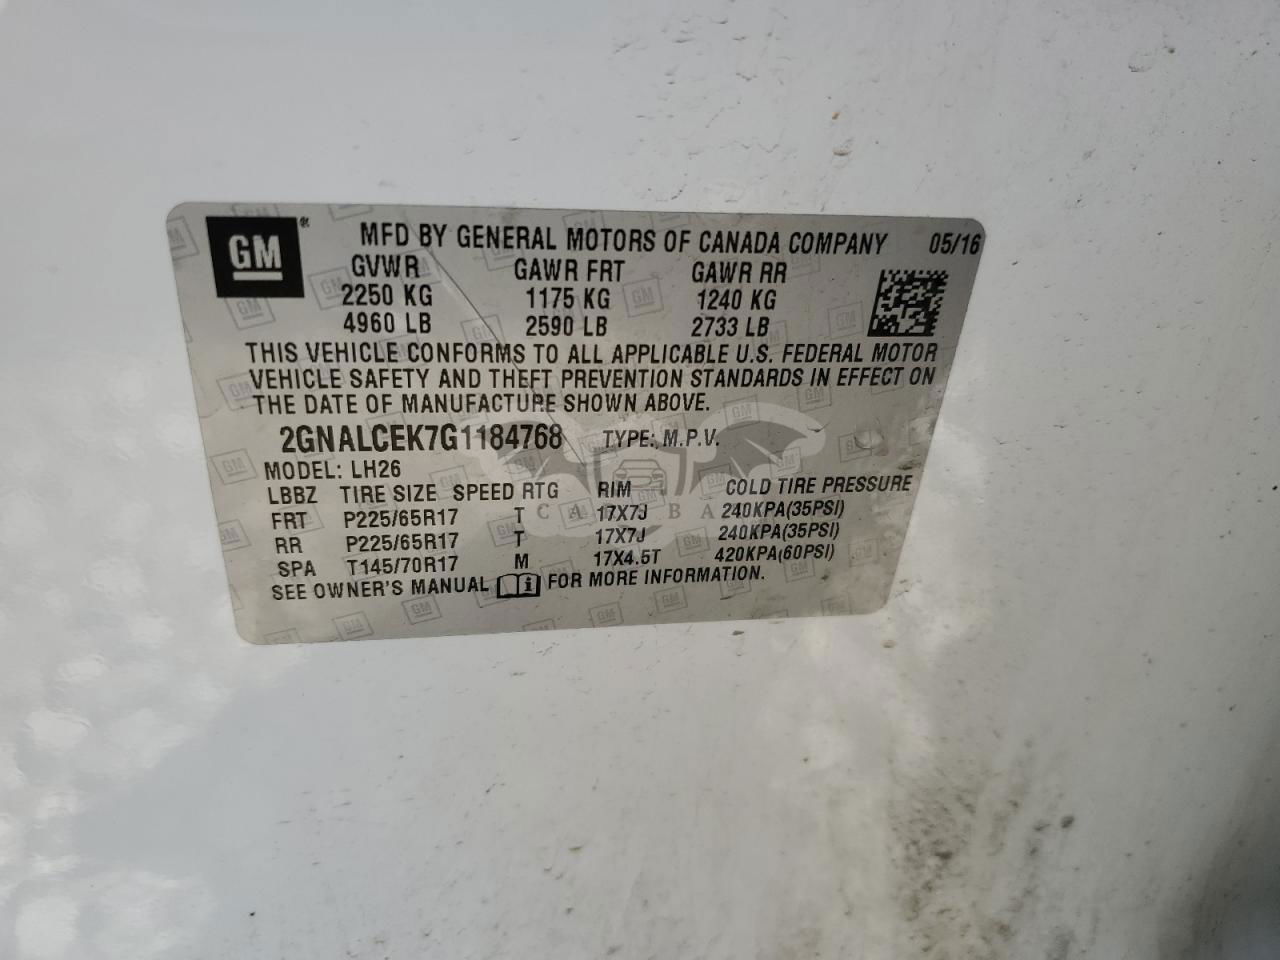 GM ® MFD BY GENERAL MOTORS OF CANADA COMPANY 05/16
GVWR GAWR FRT GAWR RR
2250 KG 1175 KG 1240 KG
4960 LB 2590 LB 2733 LB
THIS VEHICLE CONFORMS TO ALL APPLICABLE U.S. FEDERAL MOTOR
VEHICLE SAFETY AND THEFT PREVENTION STANDARDS IN EFFECT ON
THE DATE OF MANUFACTURE SHOWN ABOVE.
2GNALCEK7G1184768 TYPE: M.P.V.
MODEL: LH26
LBBZ TIRE SIZE SPEED RTG RIM COLD TIRE PRESSURE
FRT P225/65R17 T 17X7J 240KPA(35PSI)
RR P225/65R17 T 17X7J 240KPA(35PSI)
SPA T145/70R17 M 17X4.5T 420KPA(60PSI)
SEE OWNER'S MANUAL FOR MORE INFORMATION.